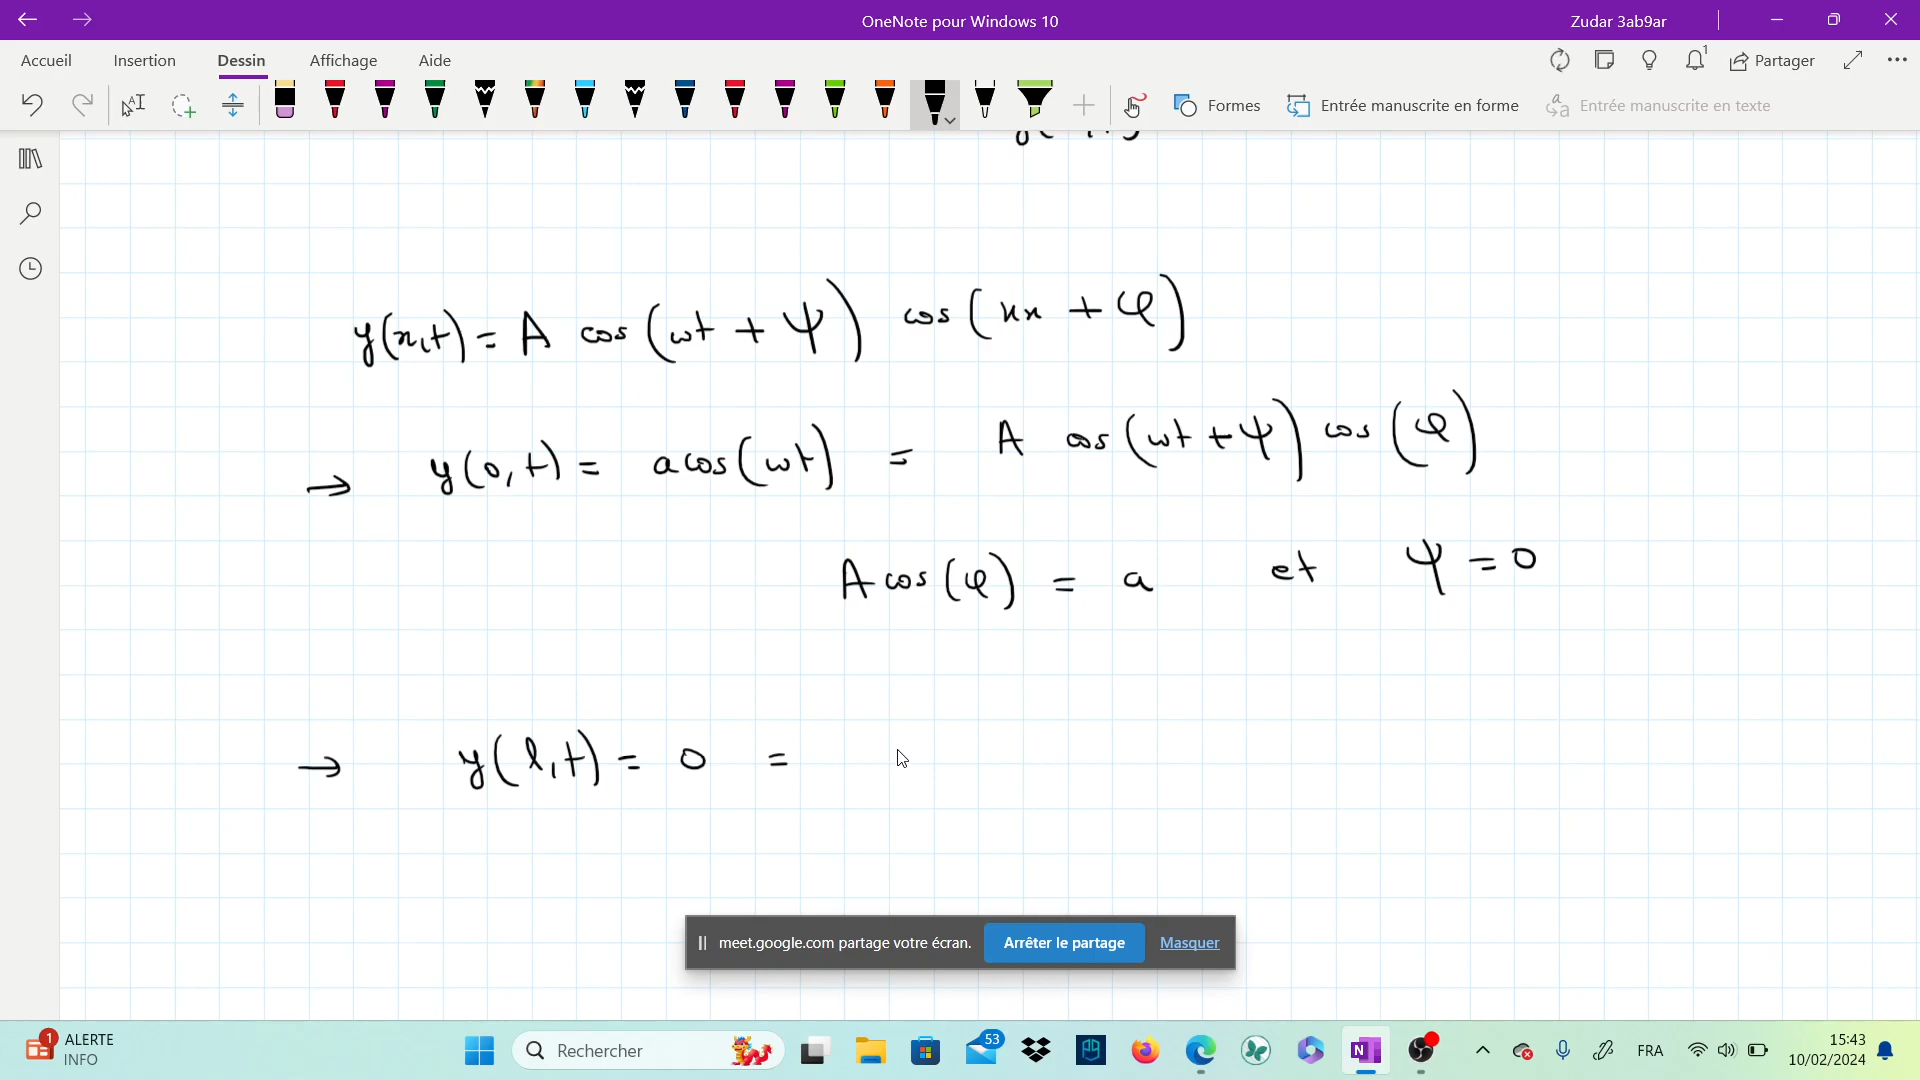 OneNote pour Windows 10
Zudar 3ab9ar
Accueil Insertion Dessin Affichage Aide
1
Partager
Formes Entrée manuscrite en forme Entrée manuscrite en texte
y(x,t) = A cos(ωt + ψ) cos(kx + φ)
→ y(0,t) = a cos(ωt) = A cos(ωt + ψ) cos(φ)
A cos(φ) = a et ψ = 0
→ y(l,t) = 0 =
meet.google.com partage votre écran. Arrêter le partage Masquer
1 ALERTE
INFO
Rechercher
53
N
FRA
15:43
10/02/2024